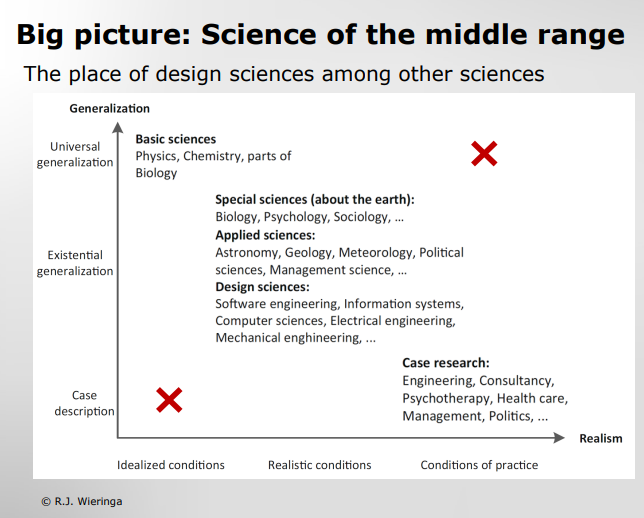 Big picture: Science of the middle range
The place of design sciences among other sciences
Generalization
Universal
generalization
Basic sciences
Physics, Chemistry, parts of
Biology
Special sciences (about the earth):
Biology, Psychology, Sociology, ...
Applied sciences:
Existential
generalization
Astronomy, Geology, Meteorology, Political
sciences, Management science, ...
Design sciences:
Software engineering, Information systems,
Computer sciences, Electrical engineering,
Mechanical enghineering, ...
Case research:
Engineering, Consultancy,
Psychotherapy, Health care,
Management, Politics, ...
Case
description
Realism
Idealized conditions
Realistic conditions
Conditions of practice
© R.J. Wieringa